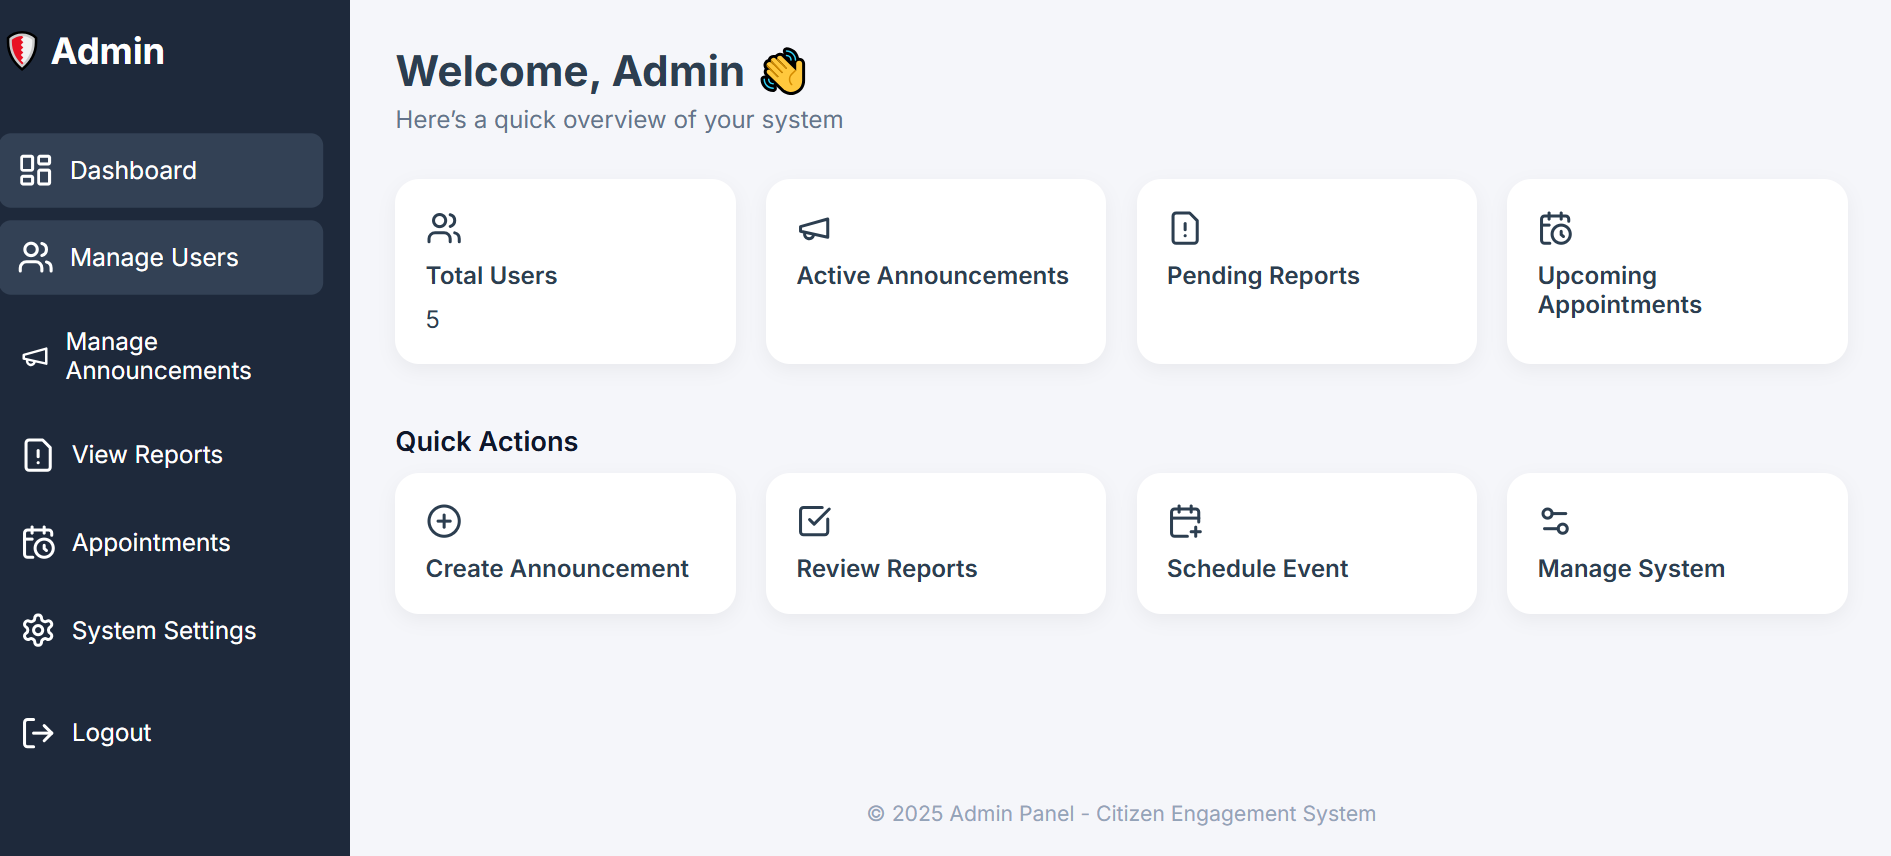 Admin
Dashboard
Manage Users
Manage
Announcements
View Reports
Appointments
System Settings
Logout
Welcome, Admin 👋
Here’s a quick overview of your system
Total Users
5
Active Announcements
Pending Reports
Upcoming
Appointments
Quick Actions
Create Announcement
Review Reports
Schedule Event
Manage System
© 2025 Admin Panel - Citizen Engagement System